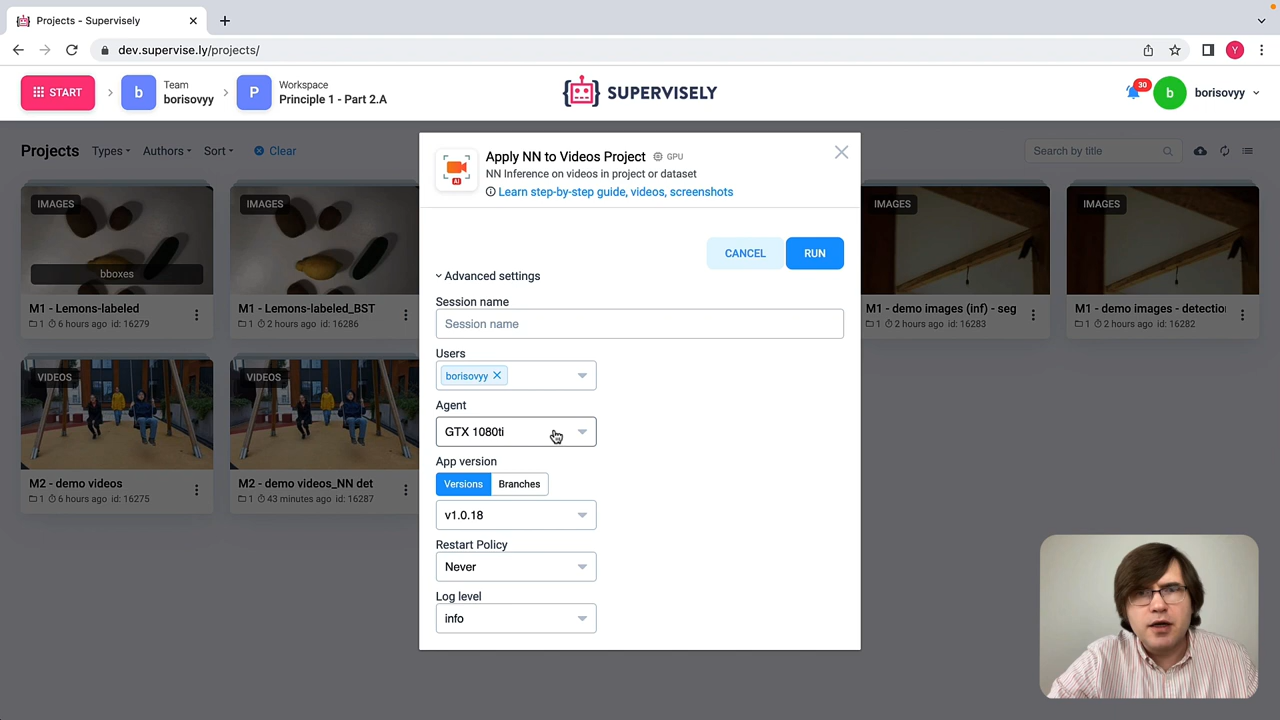 Projects - Supervisely
dev.supervise.ly/projects/
Y
START
b
Team
borisovyy
P
Workspace
Principle 1 - Part 2.A
SUPERVISELY
30
b
borisovyy
Projects
Types
Authors
Sort
Clear
Search by title
Apply NN to Videos Project
GPU
NN Inference on videos in project or dataset
Learn step-by-step guide, videos, screenshots
CANCEL
RUN
Advanced settings
Session name
Session name
Users
borisovyy
Agent
GTX 1080ti
App version
Versions
Branches
v1.0.18
Restart Policy
Never
Log level
info
IMAGES
bboxes
M1 - Lemons-labeled
1 6 hours ago id: 16279
IMAGES
M1 - Lemons-labeled_BST
1 2 hours ago id: 16286
IMAGES
M1 - demo images (inf) - seg
1 2 hours ago id: 16283
IMAGES
M1 - demo images - detection
1 2 hours ago id: 16282
VIDEOS
M2 - demo videos
1 6 hours ago id: 16275
VIDEOS
M2 - demo videos_NN det
1 43 minutes ago id: 16287
AI